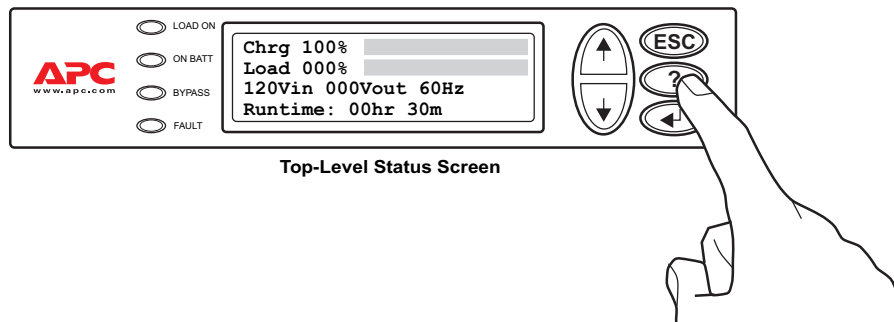 LOAD ON
ON BATT
BYPASS
FAULT
APC
www.apc.com
Chrg 100%
Load 000%
120Vin 000Vout 60Hz
Runtime: 00hr 30m
ESC
?
Top-Level Status Screen